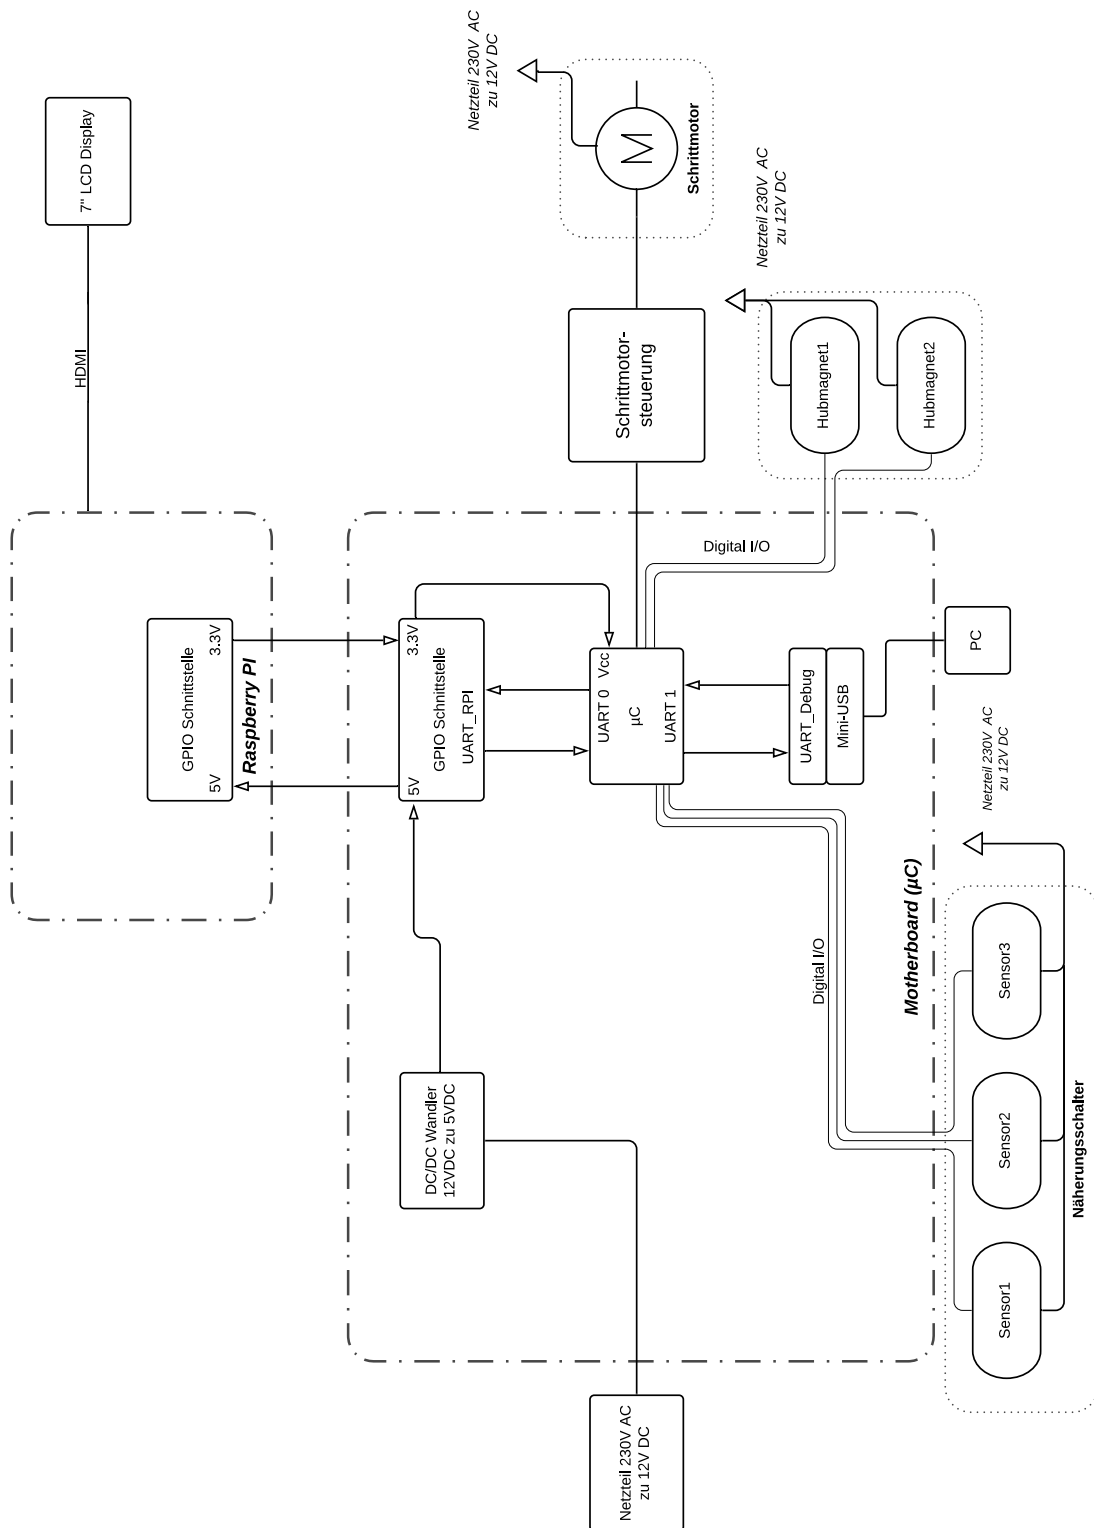 7" LCD Display
HDMI
Raspberry PI
GPIO Schnittstelle
5V
3.3V
Netzteil 230V AC
zu 12V DC
DC/DC Wandler
12VDC zu 5VDC
5V
3.3V
GPIO Schnittstelle
UART_RPI
UART 0
Vcc
µC
UART 1
Schrittmotor-
steuerung
M
Schrittmotor
Netzteil 230V AC
zu 12V DC
Digital I/O
Hubmagnet1
Hubmagnet2
Netzteil 230V AC
zu 12V DC
UART_Debug
Mini-USB
PC
Digital I/O
Motherboard (µC)
Netzteil 230V AC
zu 12V DC
Sensor1
Sensor2
Sensor3
Näherungsschalter